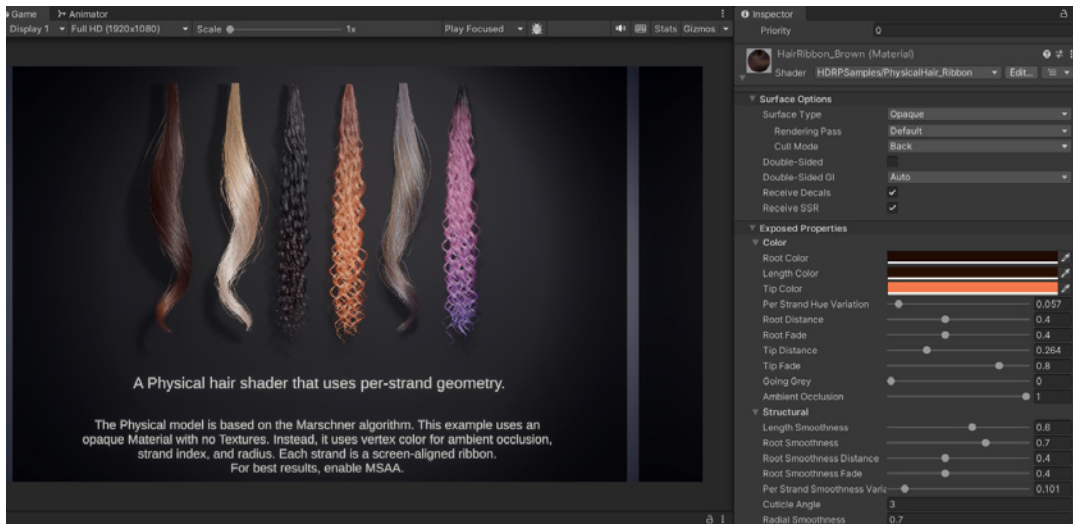 Game Animator
Display 1 Full HD (1920x1080) Scale 1x Play Focused Stats Gizmos
A Physical hair shader that uses per-strand geometry.
The Physical model is based on the Marschner algorithm. This example uses an
opaque Material with no Textures. Instead, it uses vertex color for ambient occlusion,
strand index, and radius. Each strand is a screen-aligned ribbon.
For best results, enable MSAA.
Inspector
Priority 0
HairRibbon_Brown (Material)
Shader HDRPSamples/PhysicalHair_Ribbon Edit...
Surface Options
Surface Type Opaque
Rendering Pass Default
Cull Mode Back
Double-Sided
Double-Sided GI Auto
Receive Decals
Receive SSR
Exposed Properties
Color
Root Color
Length Color
Tip Color
Per Strand Hue Variation 0.057
Root Distance 0.4
Root Fade 0.4
Tip Distance 0.264
Tip Fade 0.8
Going Grey 0
Ambient Occlusion 1
Structural
Length Smoothness 0.6
Root Smoothness 0.7
Root Smoothness Distance 0.4
Root Smoothness Fade 0.4
Per Strand Smoothness Varia 0.101
Cuticle Angle 3
Radial Smoothness 0.7